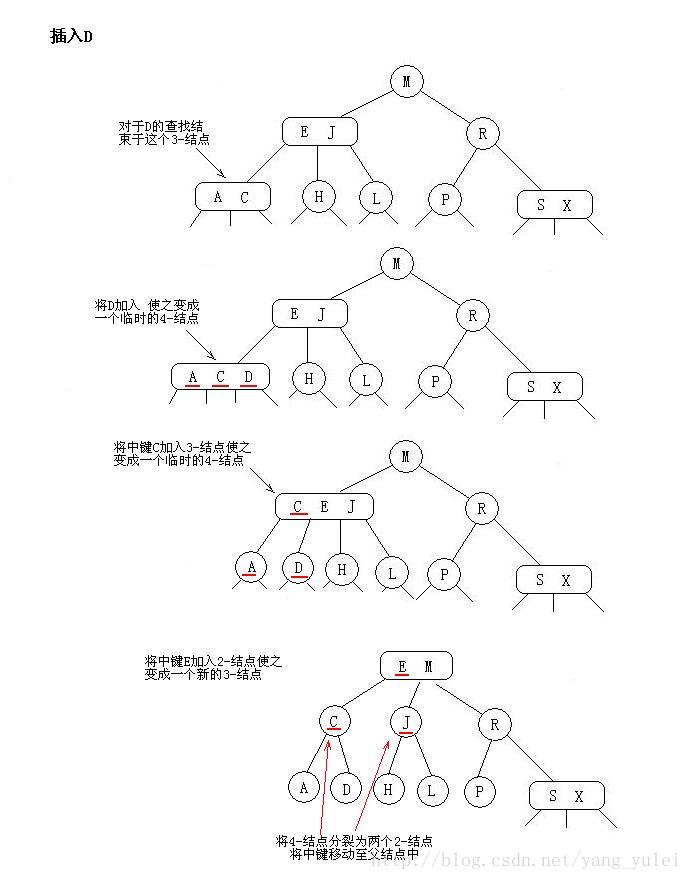 插入D
M
E J
对于D的查找结
束于这个3-结点
R
A C
H
L
P
S X
M
将D加入 使之变成
一个临时的4-结点
E J
R
A C D
H
L
P
S X
将中键C加入3-结点使之
变成一个临时的4-结点
M
C E J
R
A
D
H
L
P
S X
将中键E加入2-结点使之
变成一个新的3-结点
E M
C
J
R
A
D
H
L
P
S X
将4-结点分裂为两个2-结点
将中键移动至父结点中
http://blog.csdn.net/yang_yulei